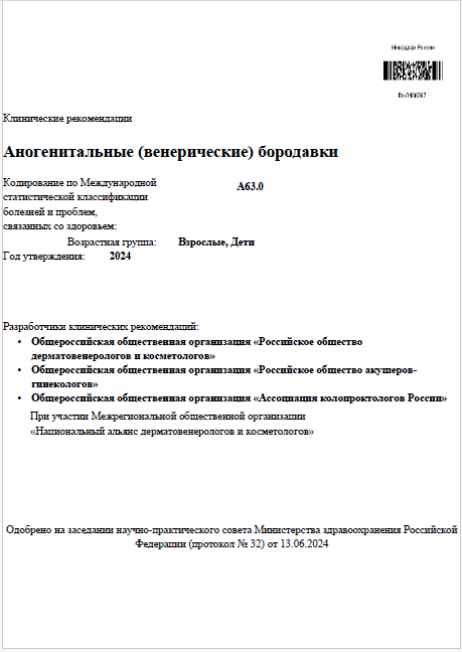 Минздрав России
Клинические рекомендации
Аногенитальные (венерические) бородавки
Кодирование по Международной
статистической классификации
болезней и проблем,
связанных со здоровьем:
A63.0
Возрастная группа: Взрослые, Дети
Год утверждения: 2024
Разработчики клинических рекомендаций:
• Общероссийская общественная организация «Российское общество
дерматовенерологов и косметологов»
• Общероссийская общественная организация «Российское общество акушеров-
гинекологов»
• Общероссийская общественная организация «Ассоциация колопроктологов России»
При участии Межрегиональной общественной организации
«Национальный альянс дерматовенерологов и косметологов»
Одобрено на заседании научно-практического совета Министерства здравоохранения Российской
Федерации (протокол № 32) от 13.06.2024